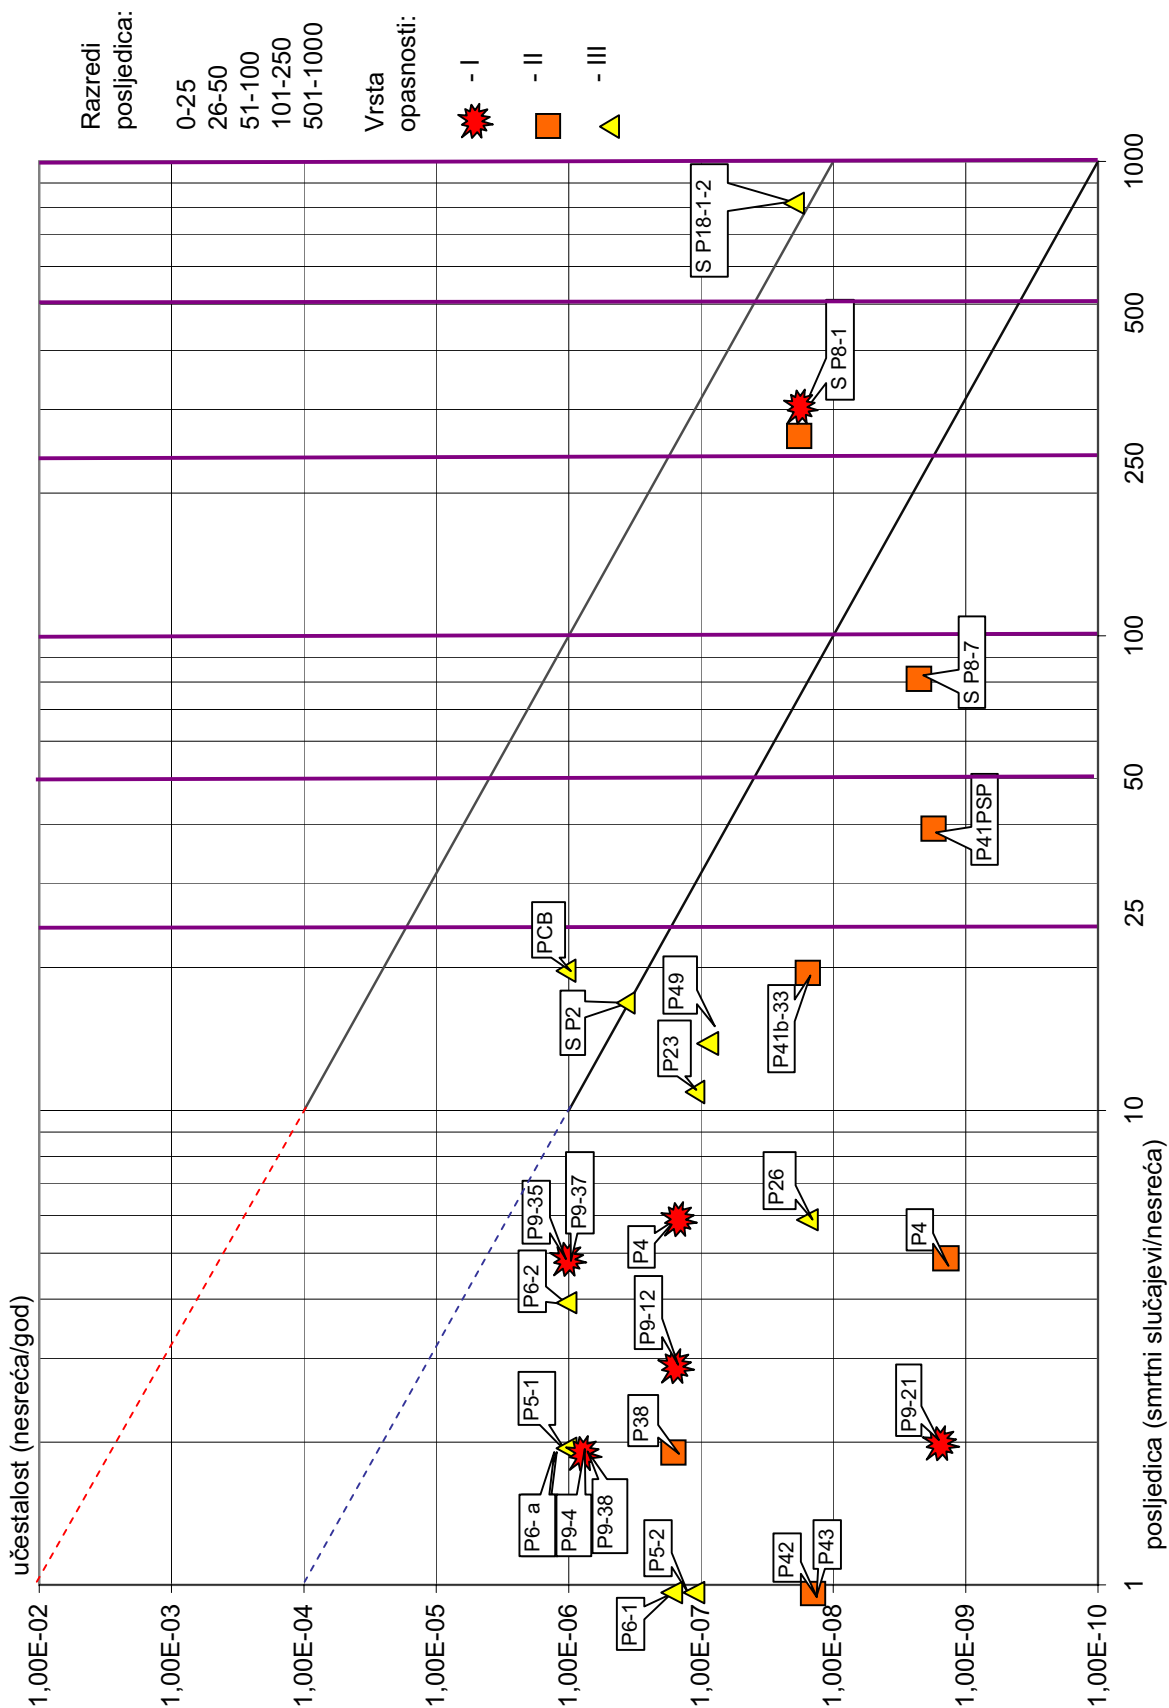 učestalost (nesreća/god)
1,00E-02
1,00E-03
1,00E-04
1,00E-05
1,00E-06
1,00E-07
1,00E-08
1,00E-09
1,00E-10
P6- a
P5-1
P9-4
P9-38
P6-2
P9-35
P9-37
PCB
S P2
P6-1
P5-2
P38
P9-12
P4
P23
P49
P42
P43
P26
P41b-33
S P8-1
S P18-1-2
P9-21
P4
P41PSP
S P8-7
1
10
25
50
100
250
500
1000
posljedica (smrtni slučajevi/nesreća)
Razredi
posljedica:
0-25
26-50
51-100
101-250
501-1000
Vrsta
opasnosti:
- I
- II
- III